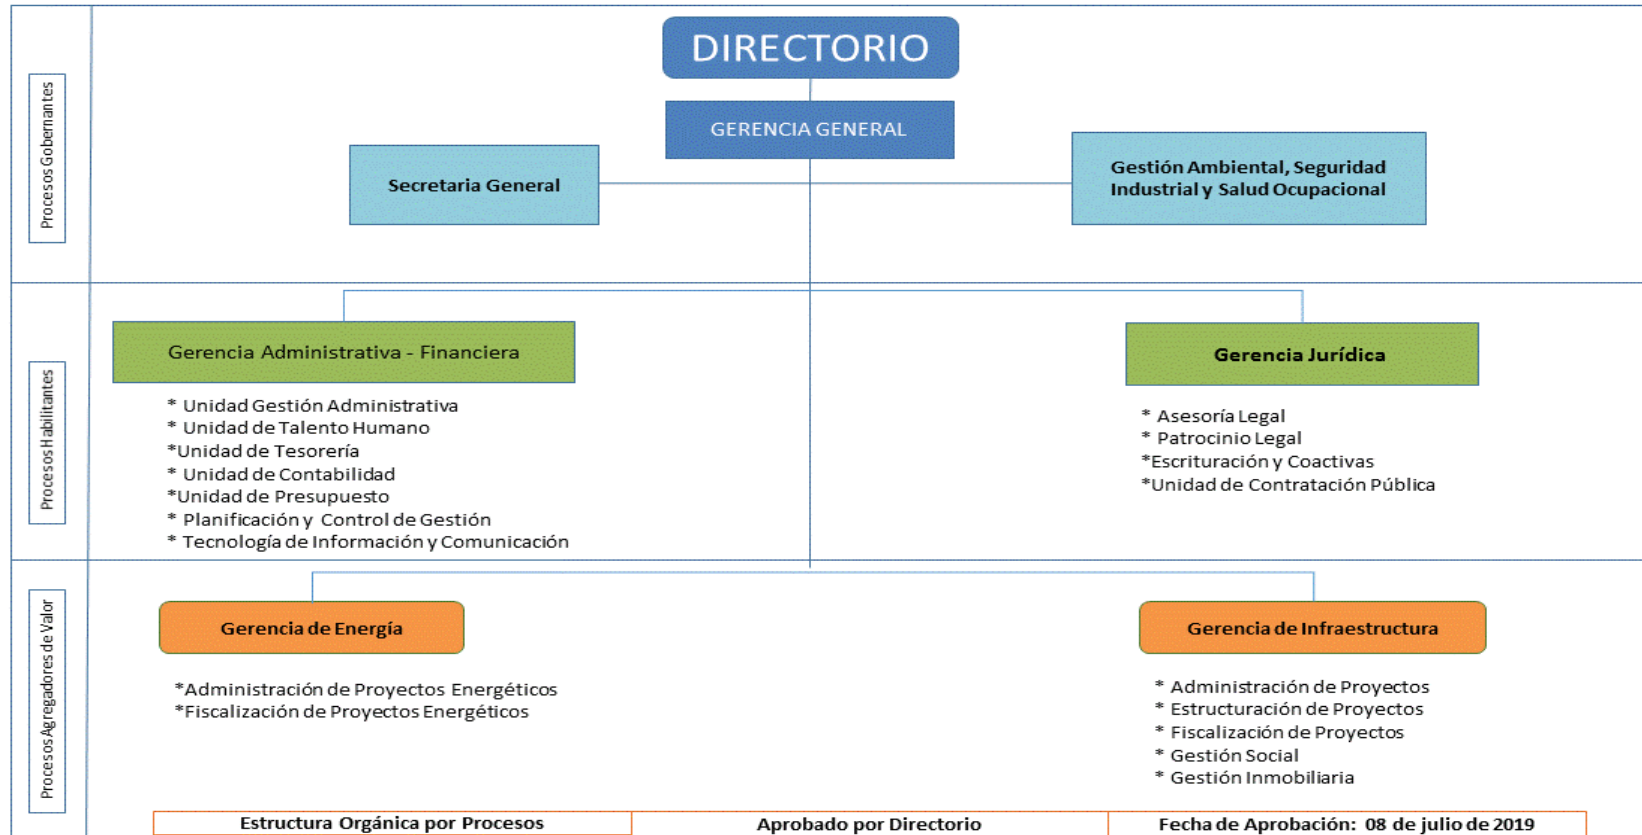 DIRECTORIO
GERENCIA GENERAL
Procesos Gobernantes
Secretaria General
Gestión Ambiental, Seguridad
Industrial y Salud Ocupacional
Procesos Habilitantes
Gerencia Administrativa - Financiera
* Unidad Gestión Administrativa
* Unidad de Talento Humano
*Unidad de Tesorería
* Unidad de Contabilidad
*Unidad de Presupuesto
* Planificación y Control de Gestión
* Tecnología de Información y Comunicación
Gerencia Jurídica
* Asesoría Legal
* Patrocinio Legal
*Escrituración y Coactivas
*Unidad de Contratación Pública
Procesos Agregadores de Valor
Gerencia de Energía
*Administración de Proyectos Energéticos
*Fiscalización de Proyectos Energéticos
Gerencia de Infraestructura
* Administración de Proyectos
* Estructuración de Proyectos
* Fiscalización de Proyectos
* Gestión Social
* Gestión Inmobiliaria
Estructura Orgánica por Procesos
Aprobado por Directorio
Fecha de Aprobación: 08 de julio de 2019